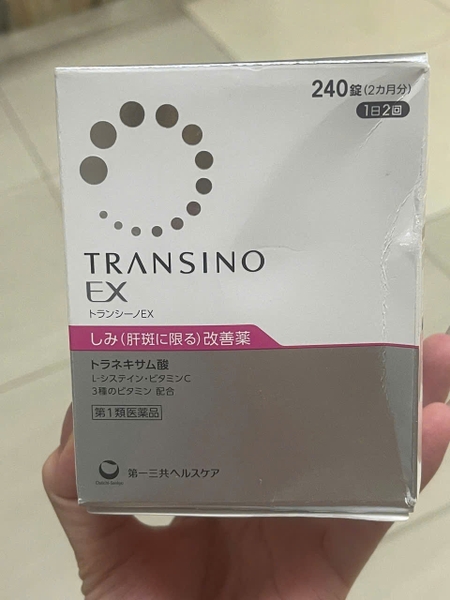 240錠(2カ月分)
1日2回
TRANSINO
EX
トランシーノEX
しみ(肝斑に限る)改善薬
トラネキサム酸
L-システイン・ビタミンC
3種のビタミン 配合
第1類医薬品
第一三共ヘルスケア
Daiichi-Sankyo